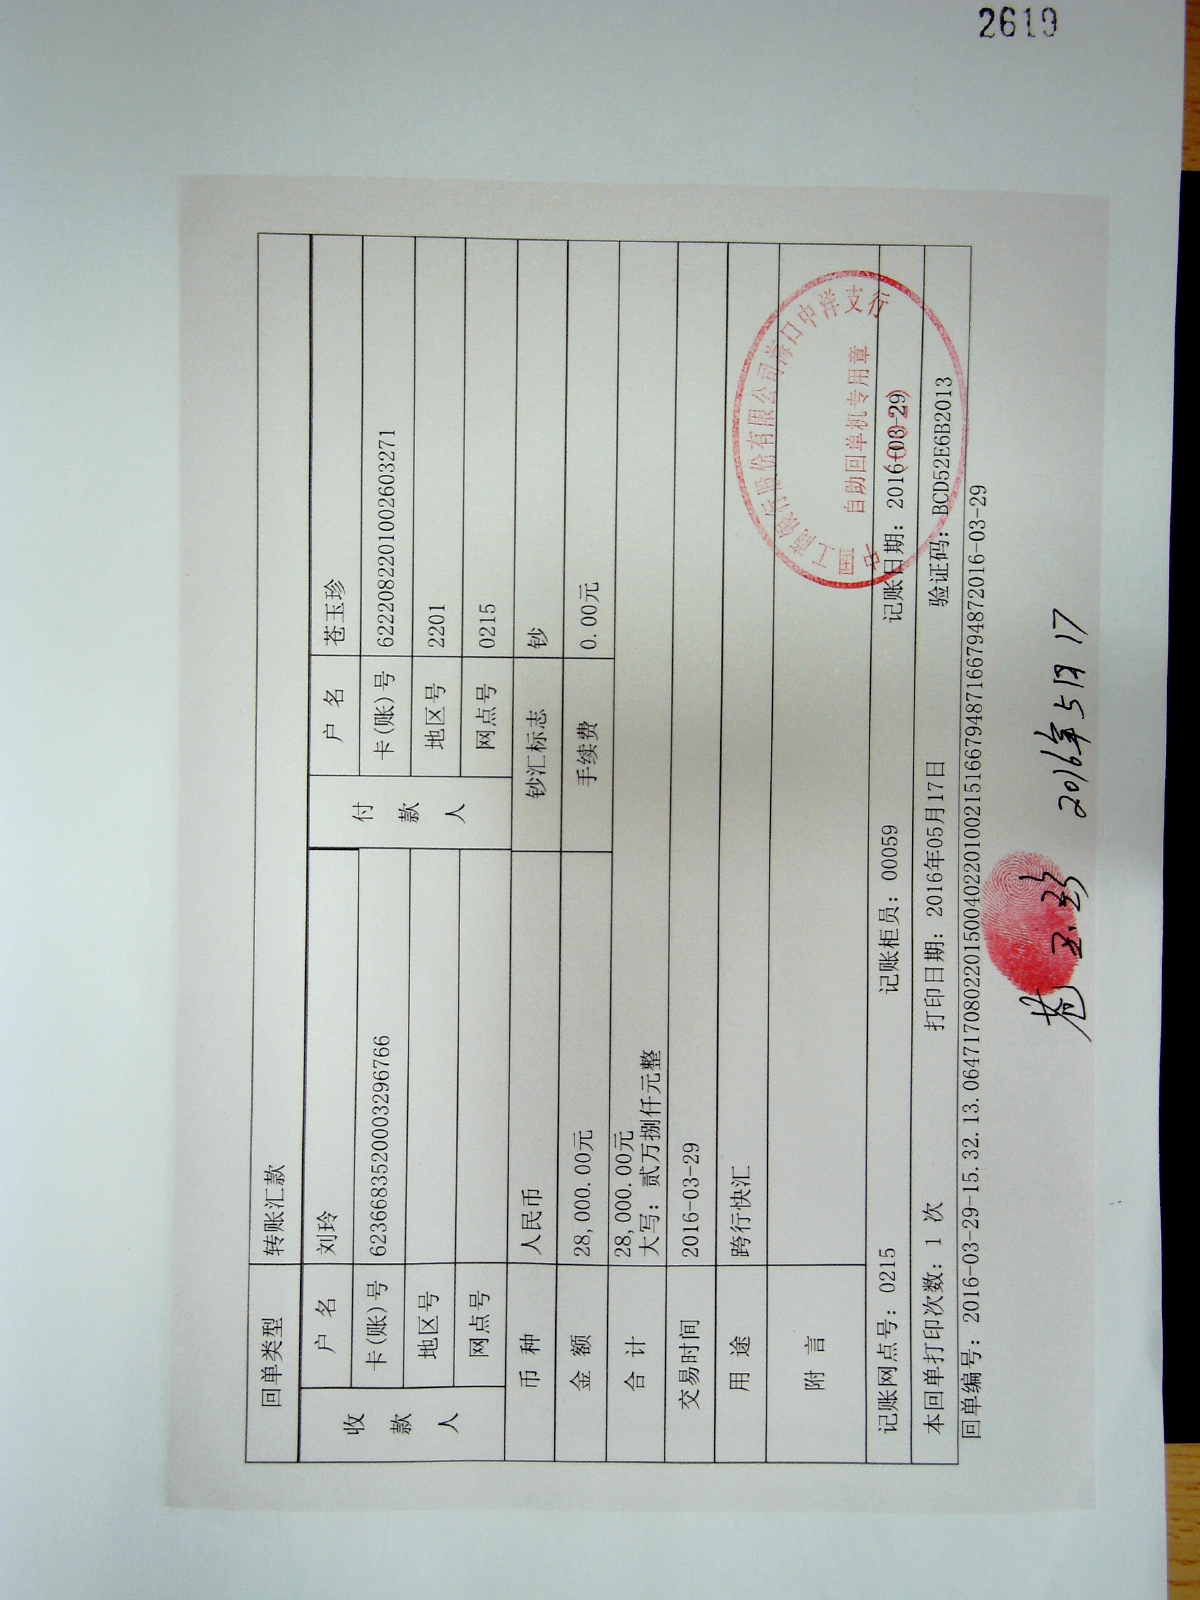 2619
回单类型 转账汇款
收款人 户名 刘玲 付款人 户名 苍玉珍
卡(账)号 6236683520003296766 卡(账)号 6222082201002603271
地区号 地区号 2201
网点号 网点号 0215
币种 人民币 钞汇标志 钞
金额 28,000.00元 手续费 0.00元
合计 28,000.00元
大写：贰万捌仟元整
交易时间 2016-03-29
用途 跨行快汇
附言
记账网点号：0215 记账柜员：00059 记账日期：2016-03-29
本回单打印次数：1 次 打印日期：2016年05月17日 验证码：BCD52E6B2013
回单编号：2016-03-29-15.32.13.06471708022015004022010021516679487166794872016-03-29
中国工商银行股份有限公司海口中洋支行
自助回单机专用章
苍玉珍 2016年5月17